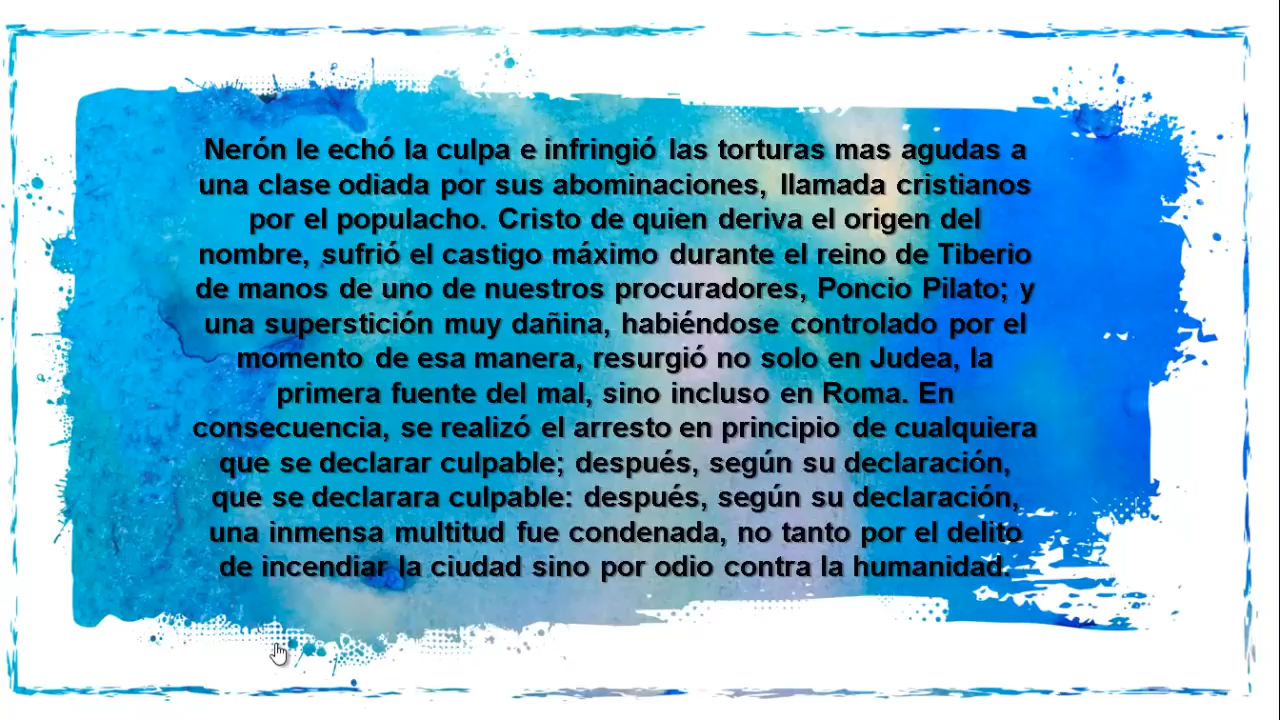 Nerón le echó la culpa e infringió las torturas mas agudas a
una clase odiada por sus abominaciones, llamada cristianos
por el populacho. Cristo de quien deriva el origen del
nombre, sufrió el castigo máximo durante el reino de Tiberio
de manos de uno de nuestros procuradores, Poncio Pilato; y
una superstición muy dañina, habiéndose controlado por el
momento de esa manera, resurgió no solo en Judea, la
primera fuente del mal, sino incluso en Roma. En
consecuencia, se realizó el arresto en principio de cualquiera
que se declarar culpable; después, según su declaración,
que se declarara culpable: después, según su declaración,
una inmensa multitud fue condenada, no tanto por el delito
de incendiar la ciudad sino por odio contra la humanidad.